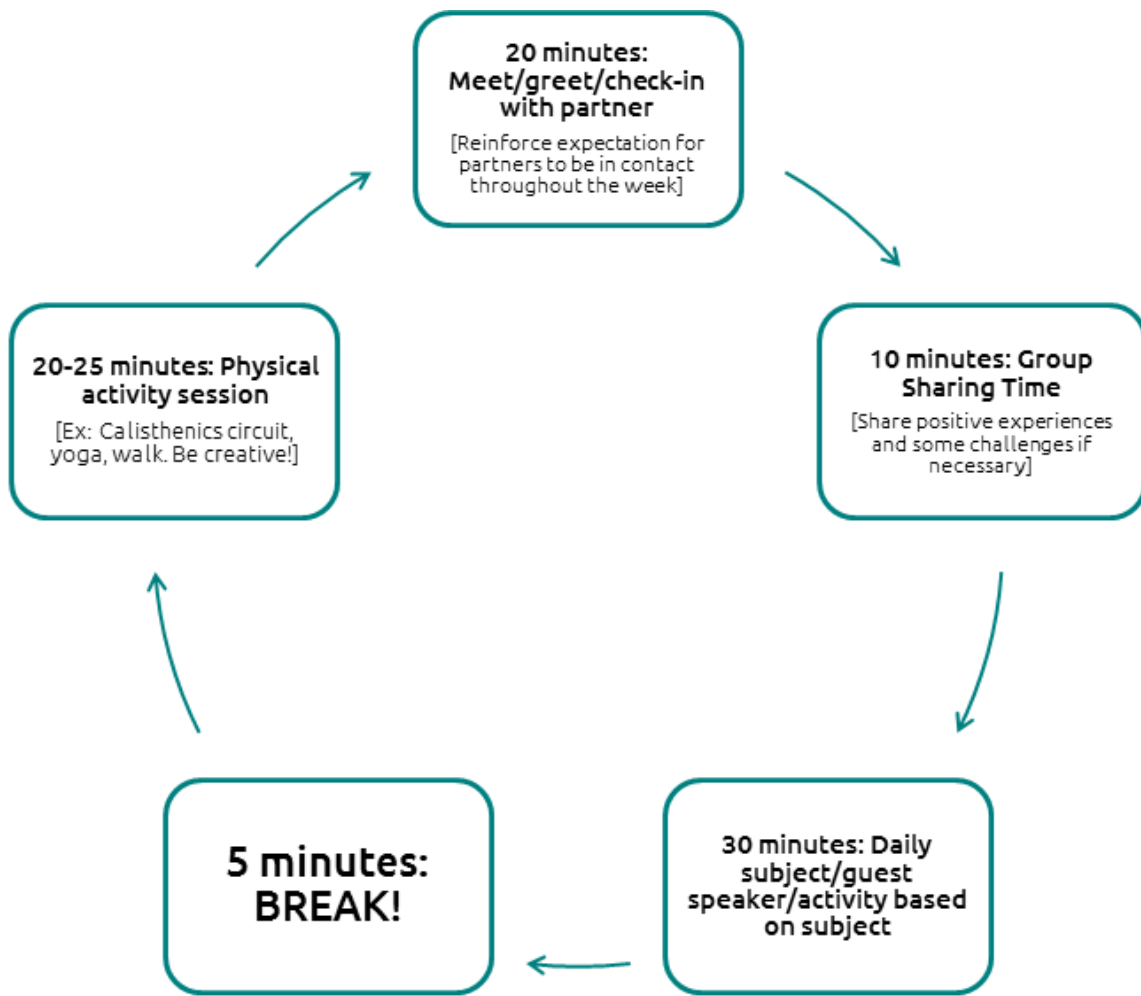 20 minutes:
Meet/greet/check-in
with partner
[Reinforce expectation for
partners to be in contact
throughout the week]
10 minutes: Group
Sharing Time
[Share positive experiences
and some challenges if
necessary]
30 minutes: Daily
subject/guest
speaker/activity based
on subject
5 minutes:
BREAK!
20-25 minutes: Physical
activity session
[Ex: Calisthenics circuit,
yoga, walk. Be creative!]